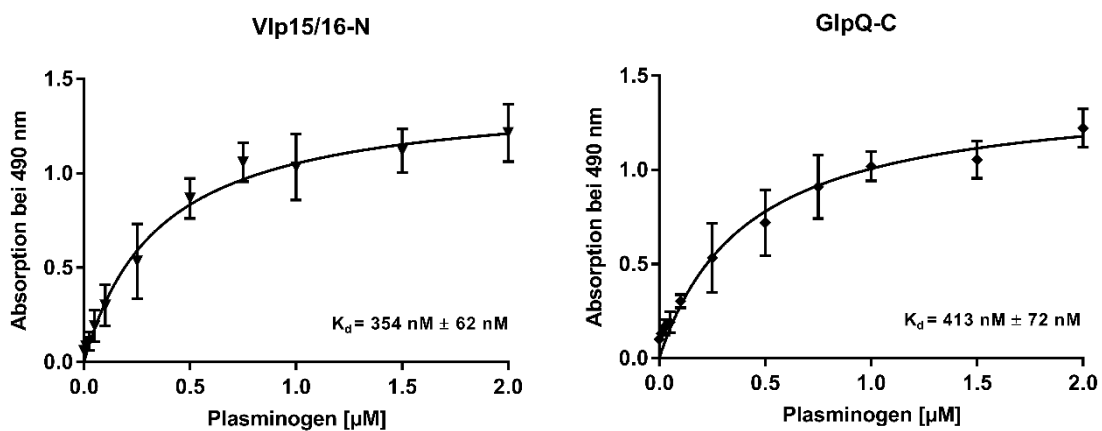 Vlp15/16-N
Absorption bei 490 nm
1.5
1.0
0.5
0.0
K_d = 354 nM ± 62 nM
0.0 0.5 1.0 1.5 2.0
Plasminogen [µM]
GlpQ-C
Absorption bei 490 nm
1.5
1.0
0.5
0.0
K_d = 413 nM ± 72 nM
0.0 0.5 1.0 1.5 2.0
Plasminogen [µM]